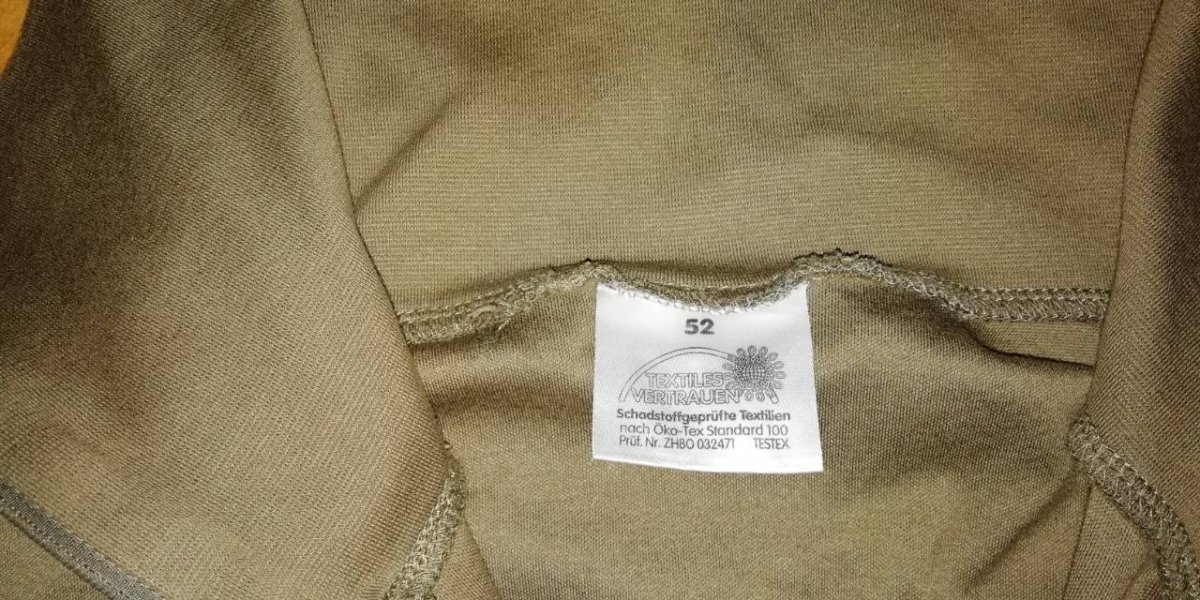 52
TEXTILES
VERTRAUEN
Schadstoffgeprüfte Textilien
nach Öko-Tex Standard 100
Prüf. Nr. ZHBO 032471 TESTEX